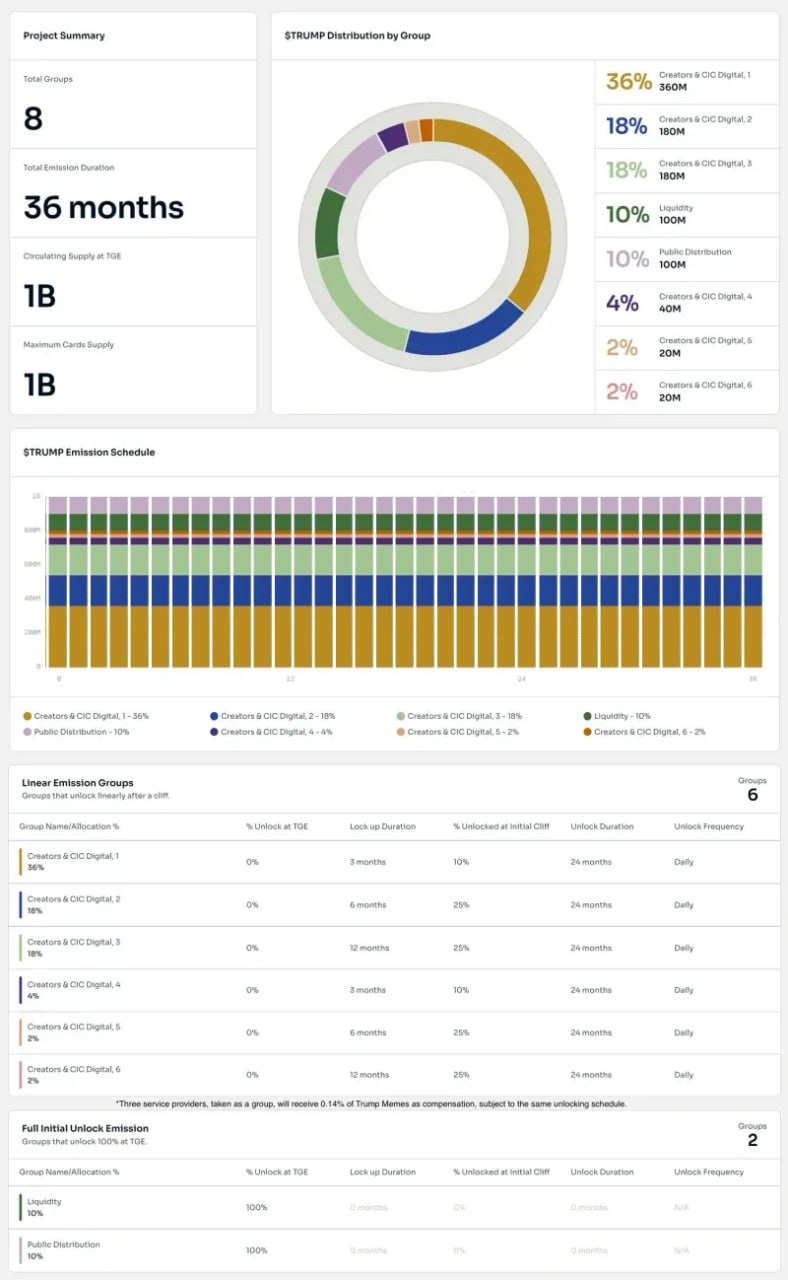 Project Summary
Total Groups
8
Total Emission Duration
36 months
Circulating Supply at TGE
1B
Maximum Cards Supply
1B
$TRUMP Distribution by Group
36% Creators & CIC Digital, 1
360M
18% Creators & CIC Digital, 2
180M
18% Creators & CIC Digital, 3
180M
10% Liquidity
100M
10% Public Distribution
100M
4% Creators & CIC Digital, 4
40M
2% Creators & CIC Digital, 5
20M
2% Creators & CIC Digital, 6
20M
$TRUMP Emission Schedule
1B
800M
600M
400M
200M
0
0 12 24 36
Creators & CIC Digital, 1 - 36% Creators & CIC Digital, 2 - 18% Creators & CIC Digital, 3 - 18% Liquidity - 10%
Public Distribution - 10% Creators & CIC Digital, 4 - 4% Creators & CIC Digital, 5 - 2% Creators & CIC Digital, 6 - 2%
Linear Emission Groups
Groups that unlock linearly after a cliff.
Groups
6
Group Name/Allocation % % Unlock at TGE Lock up Duration % Unlocked at Initial Cliff Unlock Duration Unlock Frequency
Creators & CIC Digital, 1
36% 0% 3 months 10% 24 months Daily
Creators & CIC Digital, 2
18% 0% 6 months 25% 24 months Daily
Creators & CIC Digital, 3
18% 0% 12 months 25% 24 months Daily
Creators & CIC Digital, 4
4% 0% 3 months 10% 24 months Daily
Creators & CIC Digital, 5
2% 0% 6 months 25% 24 months Daily
Creators & CIC Digital, 6
2% 0% 12 months 25% 24 months Daily
*Three service providers, taken as a group, will receive 0.14% of Trump Memes as compensation, subject to the same unlocking schedule.
Full Initial Unlock Emission
Groups that unlock 100% at TGE.
Groups
2
Group Name/Allocation % % Unlock at TGE Lock up Duration % Unlocked at Initial Cliff Unlock Duration Unlock Frequency
Liquidity
10% 100% 0 months 0% 0 months N/A
Public Distribution
10% 100% 0 months 0% 0 months N/A